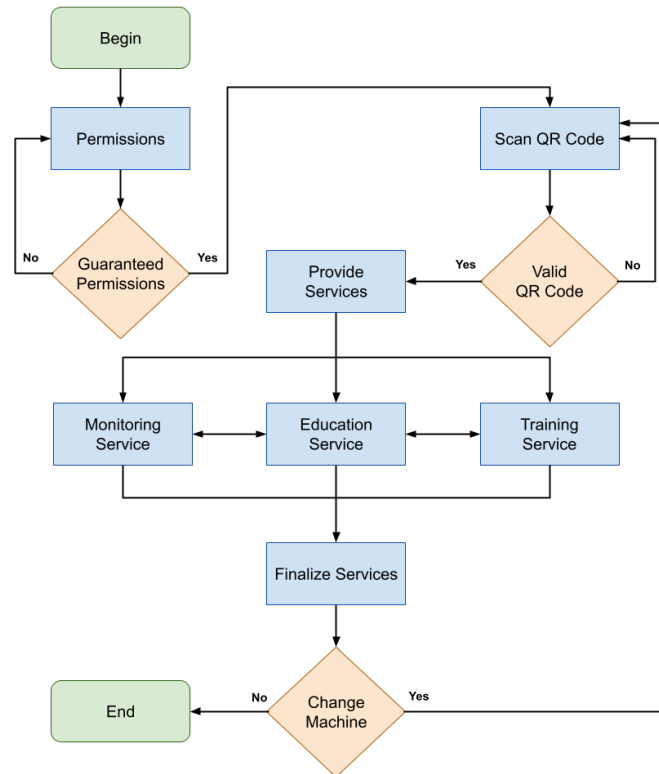 Begin
Permissions
Scan QR Code
No
Guaranteed
Permissions
Yes
Provide
Services
Yes
Valid
QR Code
No
Monitoring
Service
Education
Service
Training
Service
Finalize Services
End
No
Change
Machine
Yes